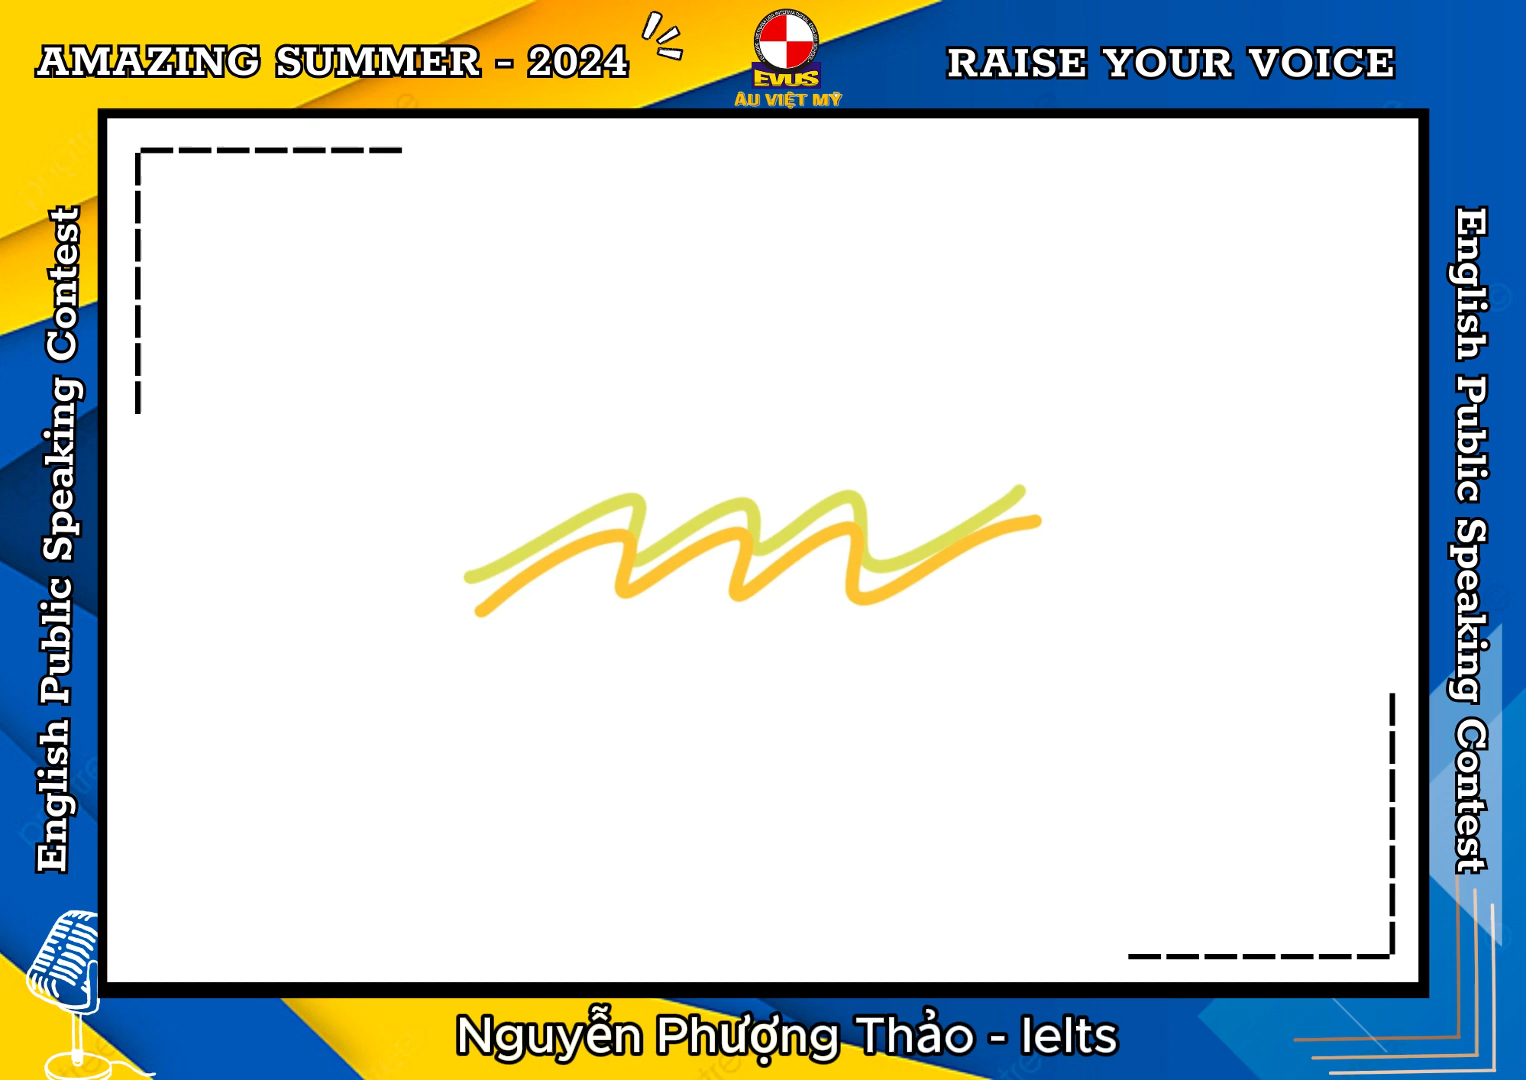 AMAZING SUMMER - 2024
EVUS
ÂU VIỆT MỸ
RAISE YOUR VOICE
English Public Speaking Contest
English Public Speaking Contest
Nguyễn Phượng Thảo - Ielts